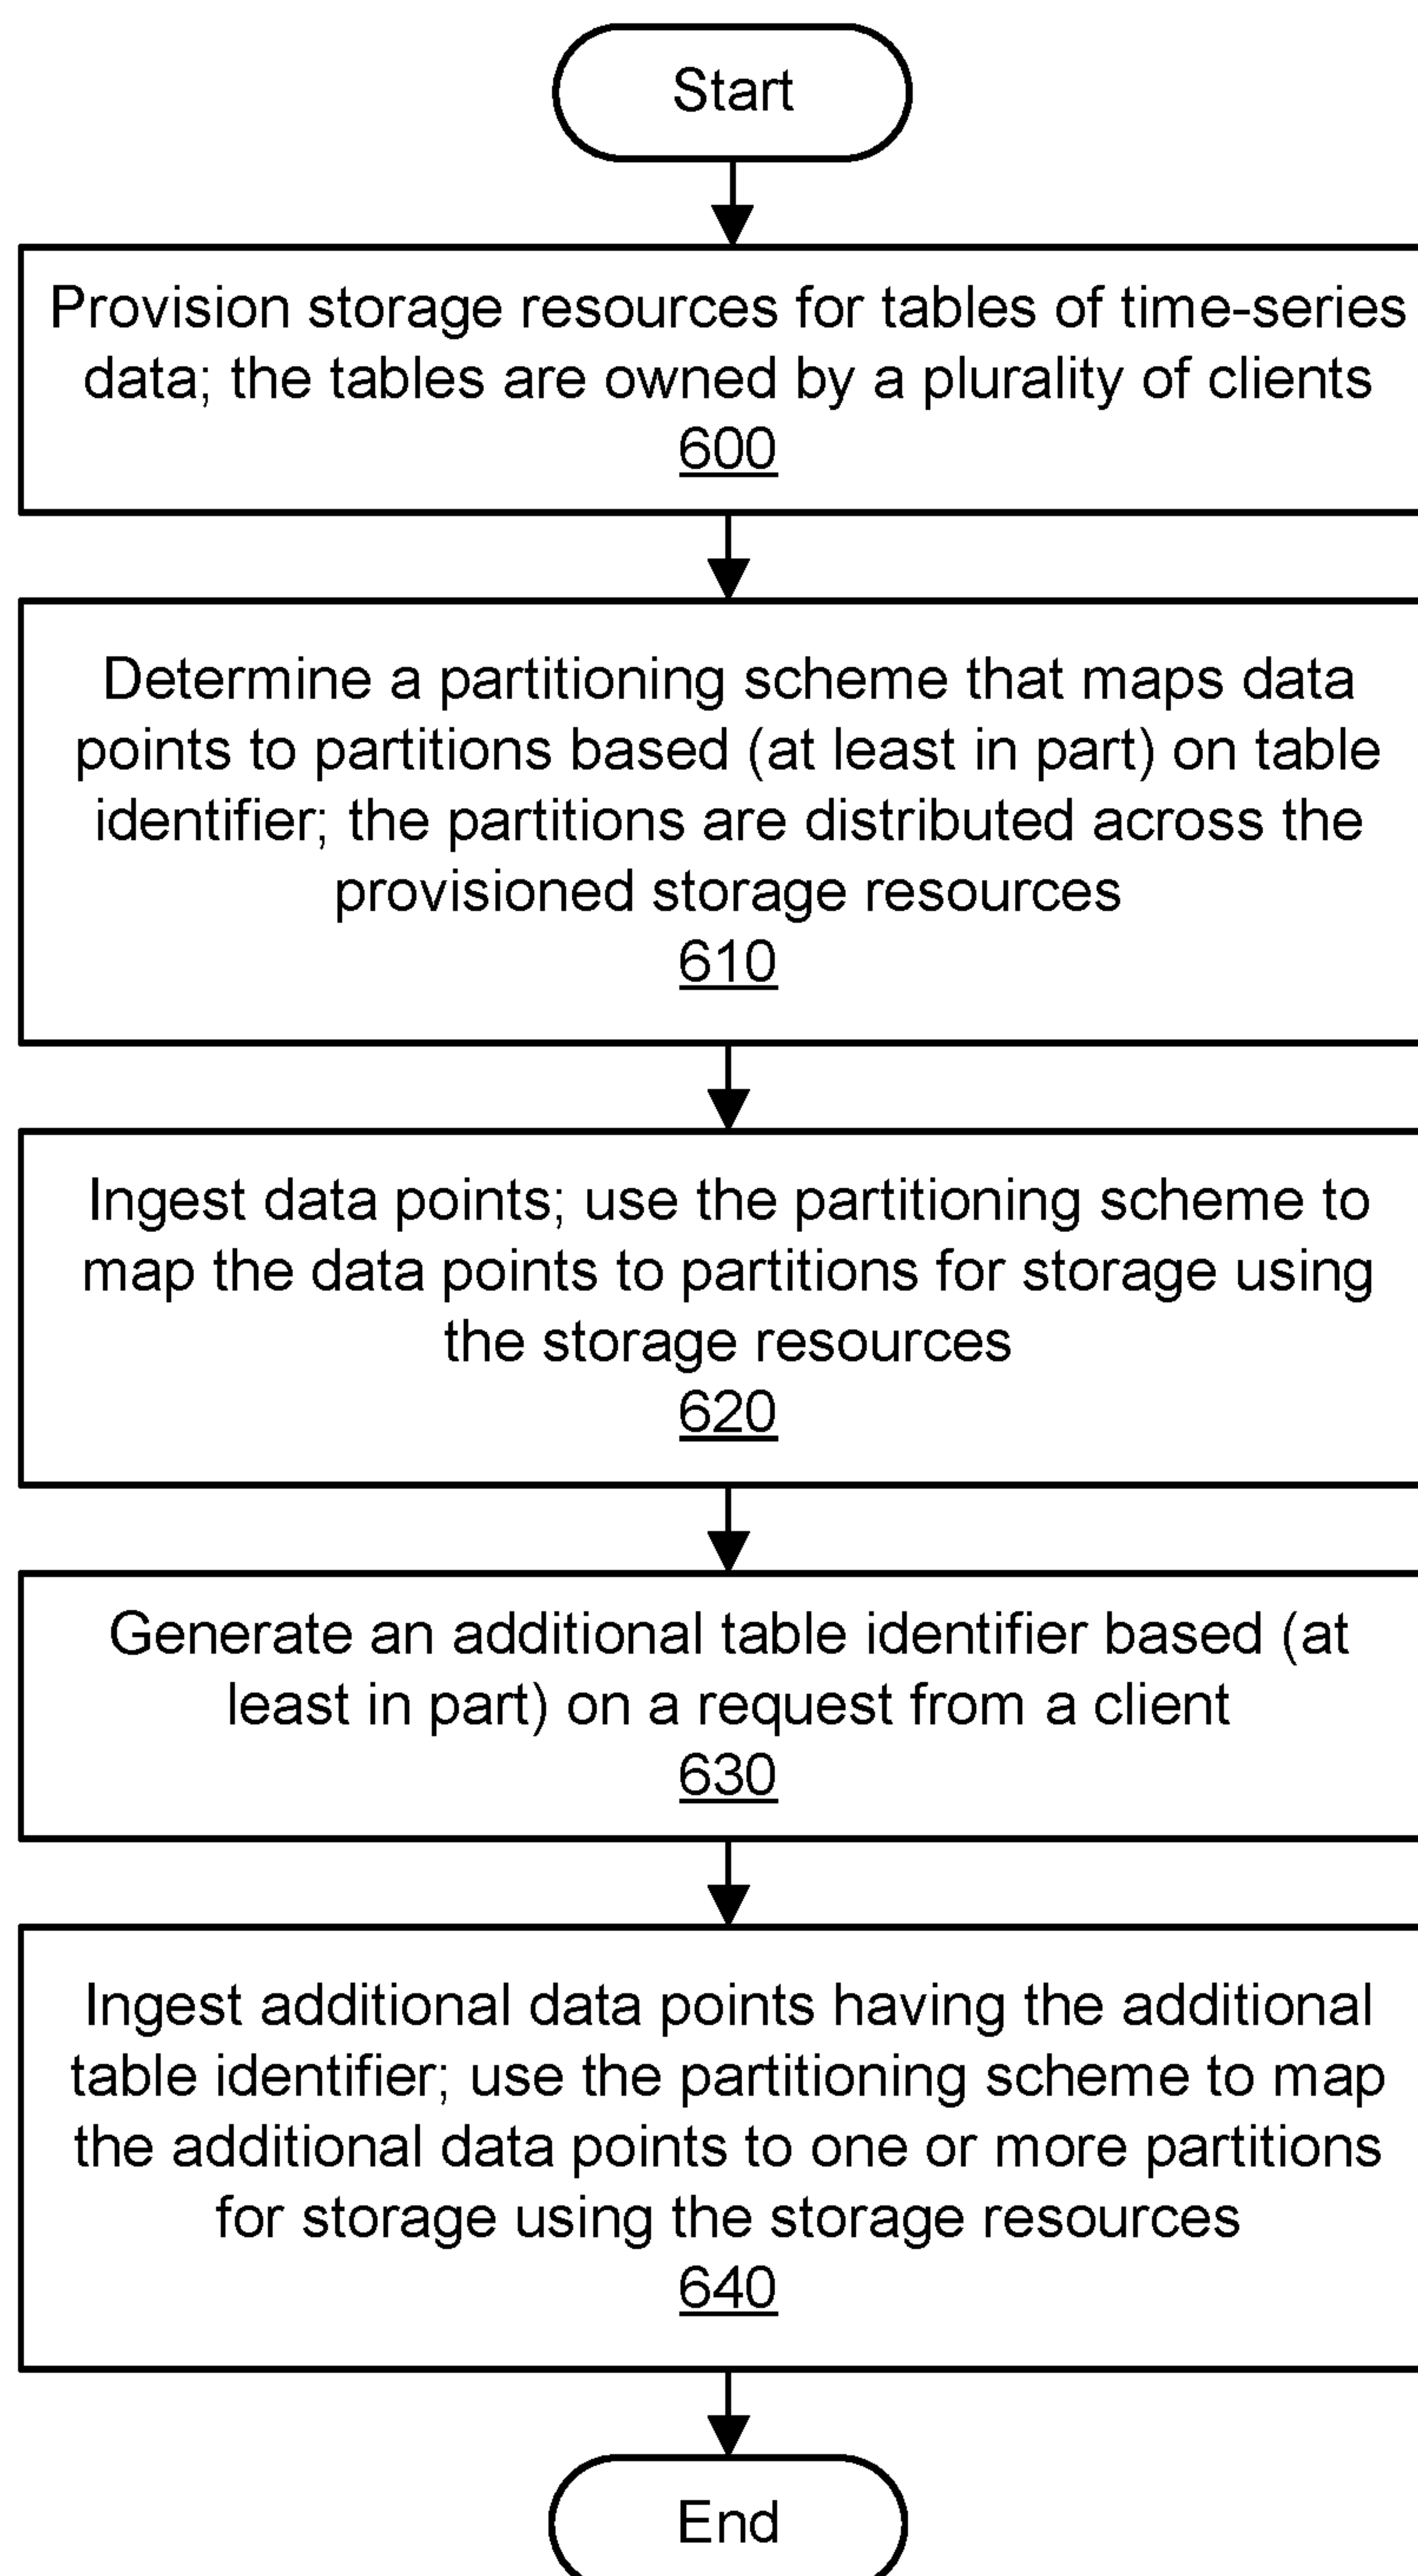 Start
Provision storage resources for tables of time-series
data; the tables are owned by a plurality of clients
600
Determine a partitioning scheme that maps data
points to partitions based (at least in part) on table
identifier; the partitions are distributed across the
provisioned storage resources
610
Ingest data points; use the partitioning scheme to
map the data points to partitions for storage using
the storage resources
620
Generate an additional table identifier based (at
least in part) on a request from a client
630
Ingest additional data points having the additional
table identifier; use the partitioning scheme to map
the additional data points to one or more partitions
for storage using the storage resources
640
End